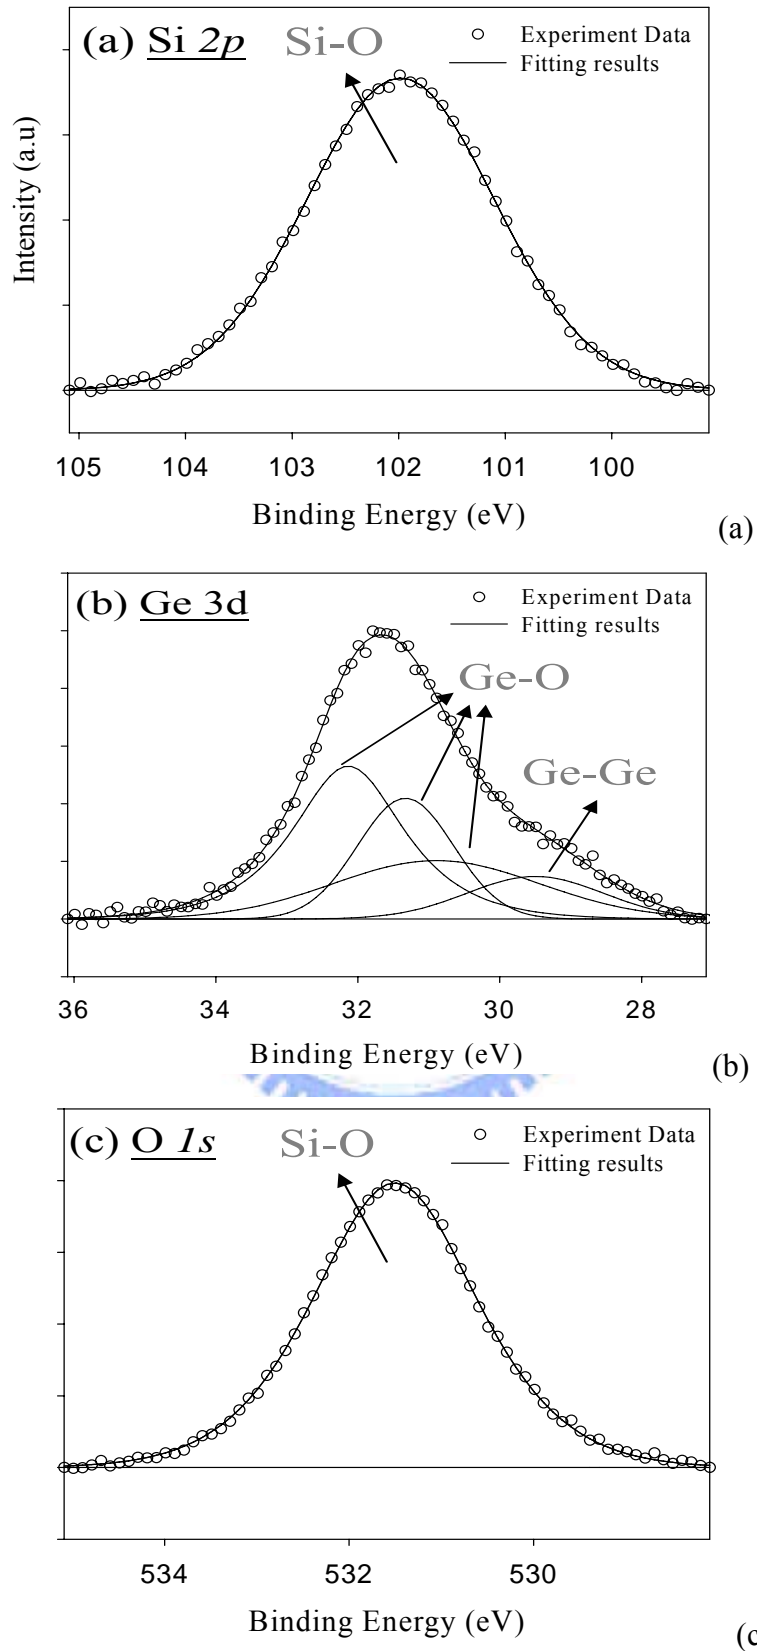 (a) Si 2p
Si-O
Experiment Data
Fitting results
Intensity (a.u)
105 104 103 102 101 100
Binding Energy (eV)
(a)
(b) Ge 3d
Experiment Data
Fitting results
Ge-O
Ge-Ge
36 34 32 30 28
Binding Energy (eV)
(b)
(c) O 1s
Si-O
Experiment Data
Fitting results
534 532 530
Binding Energy (eV)
(c